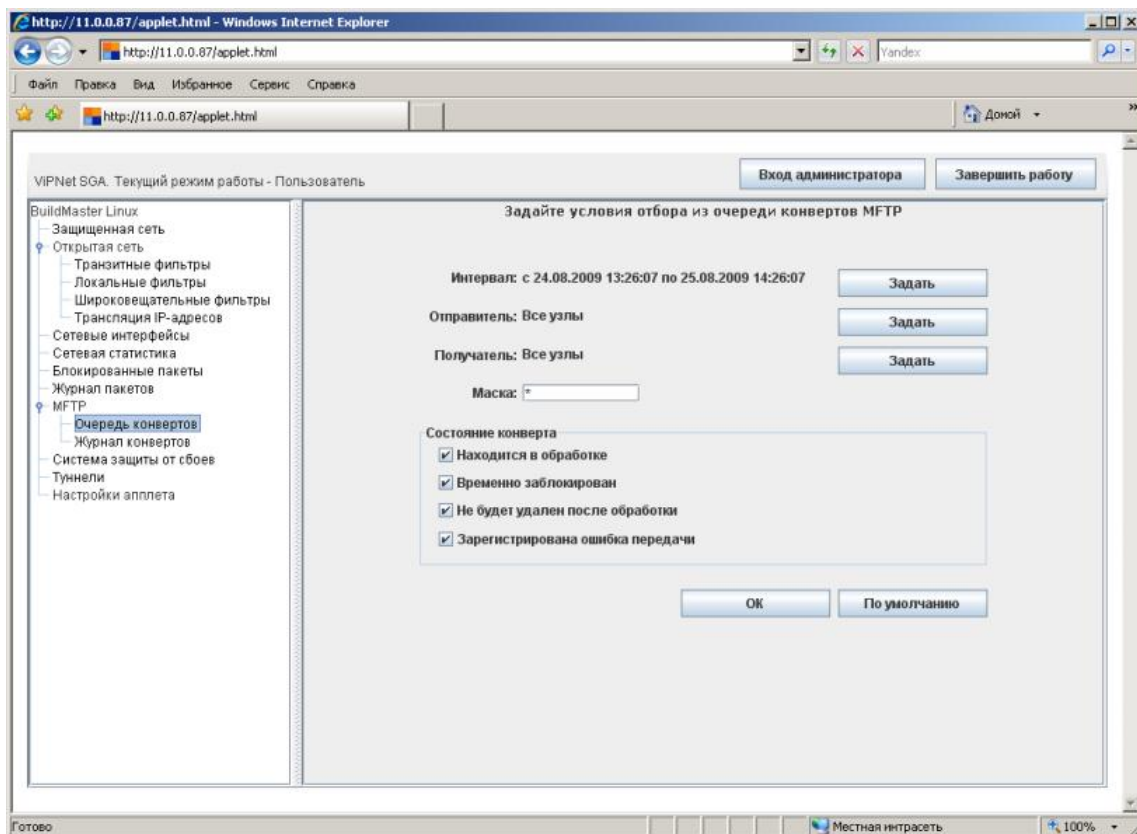 http://11.0.0.87/applet.html - Windows Internet Explorer
http://11.0.0.87/applet.html
Yandex
Файл Правка Вид Избранное Сервис Справка
http://11.0.0.87/applet.html
Домой
ViPNet SGA. Текущий режим работы - Пользователь
Вход администратора
Завершить работу
BuildMaster Linux
Защищенная сеть
Открытая сеть
Транзитные фильтры
Локальные фильтры
Широковещательные фильтры
Трансляция IP-адресов
Сетевые интерфейсы
Сетевая статистика
Блокированные пакеты
Журнал пакетов
MFTP
Очередь конвертов
Журнал конвертов
Система защиты от сбоев
Туннели
Настройки апплета
Задайте условия отбора из очереди конвертов MFTP
Интервал: с 24.08.2009 13:26:07 по 25.08.2009 14:26:07 Задать
Отправитель: Все узлы Задать
Получатель: Все узлы Задать
Маска: *
Состояние конверта
Находится в обработке
Временно заблокирован
Не будет удален после обработки
Зарегистрирована ошибка передачи
ОК По умолчанию
Готово
Местная интрасеть
100%